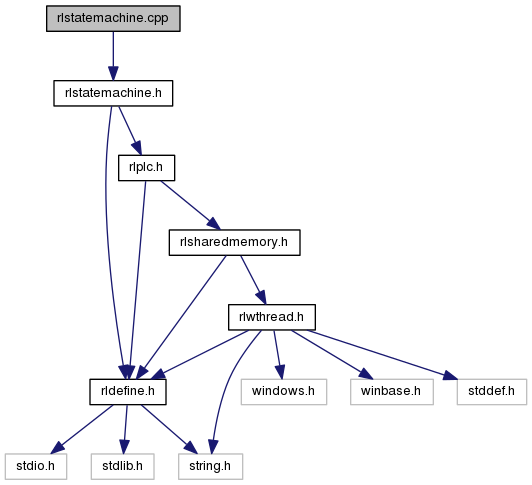 rlstatemachine.cpp
rlstatemachine.h
rlplc.h
rlsharedmemory.h
rlwthread.h
rldefine.h
windows.h
winbase.h
stddef.h
stdio.h
stdlib.h
string.h